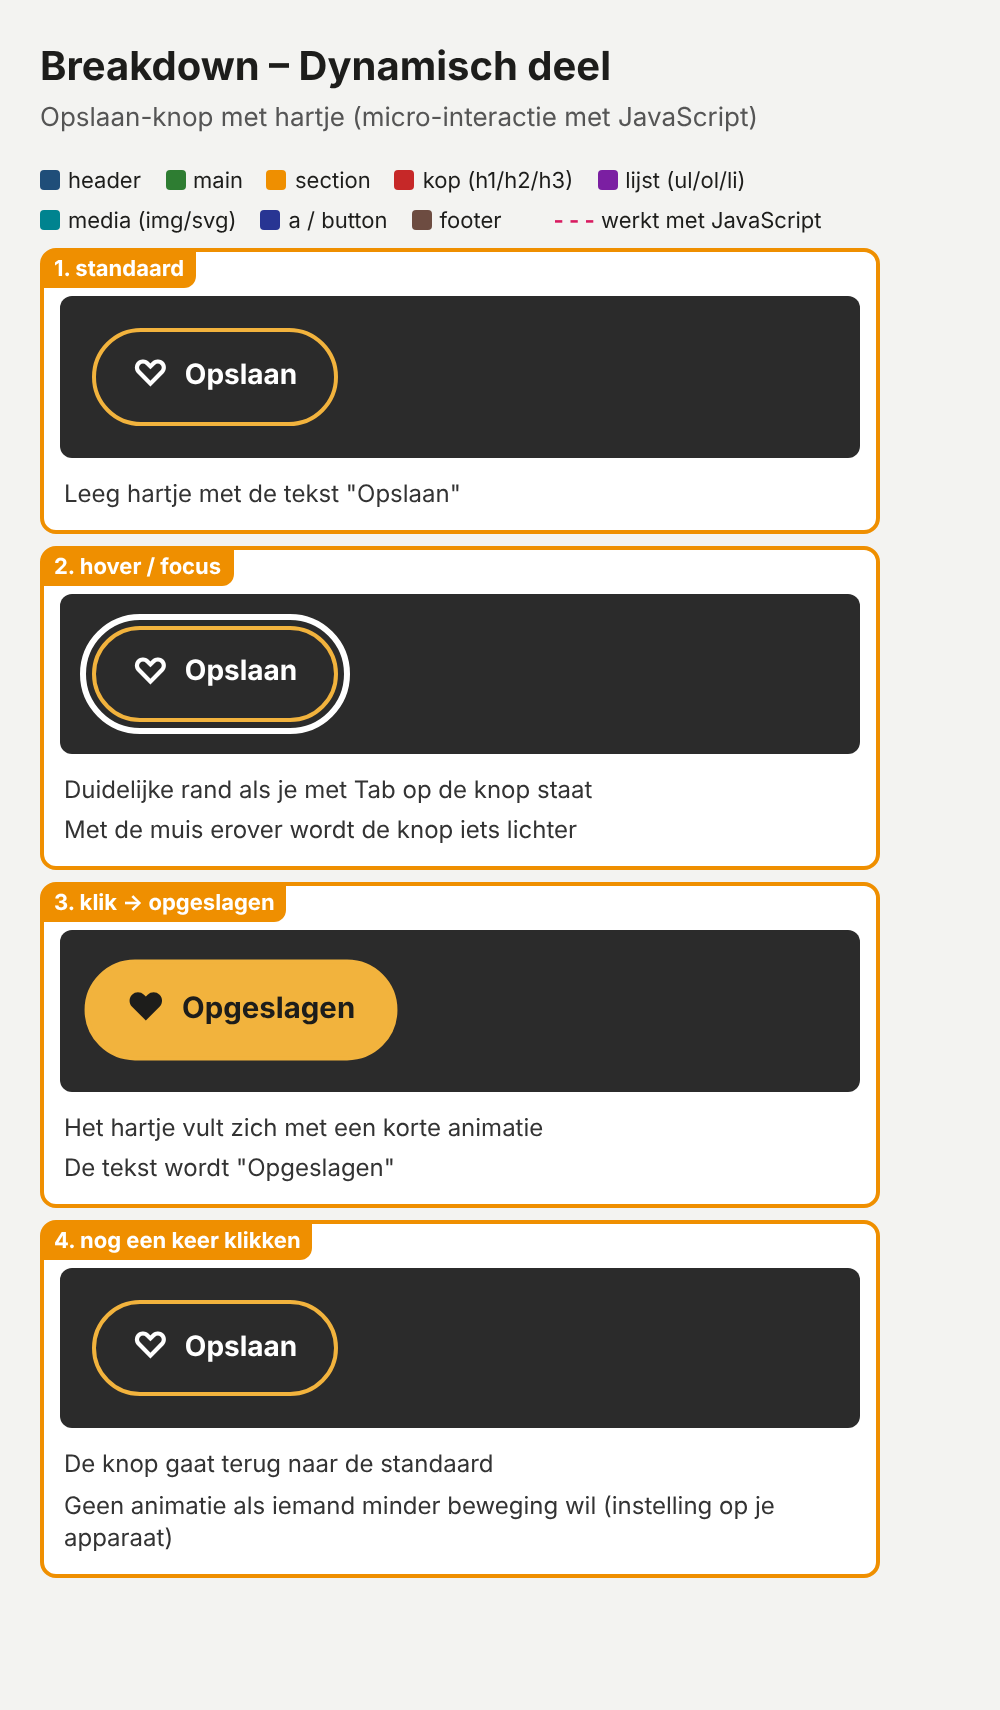 Breakdown – Dynamisch deel
Opslaan-knop met hartje (micro-interactie met JavaScript)
header main section kop (h1/h2/h3) lijst (ul/ol/li)
media (img/svg) a / button footer --- werkt met JavaScript
1. standaard
Opslaan
Leeg hartje met de tekst "Opslaan"
2. hover / focus
Opslaan
Duidelijke rand als je met Tab op de knop staat
Met de muis erover wordt de knop iets lichter
3. klik → opgeslagen
Opgeslagen
Het hartje vult zich met een korte animatie
De tekst wordt "Opgeslagen"
4. nog een keer klikken
Opslaan
De knop gaat terug naar de standaard
Geen animatie als iemand minder beweging wil (instelling op je
apparaat)